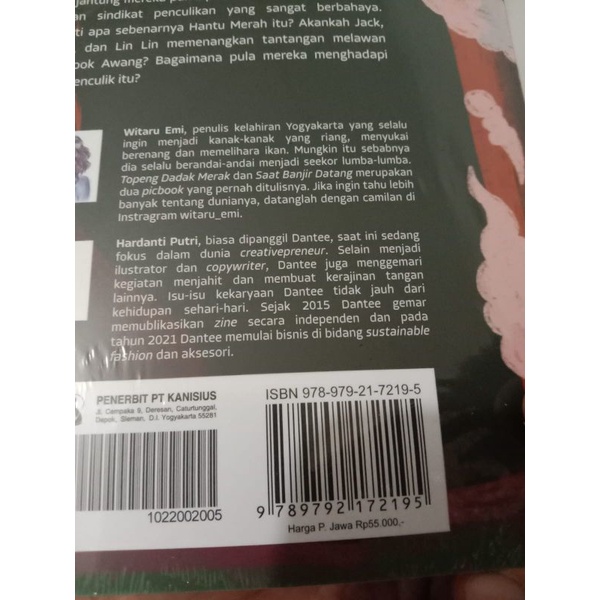 jantung mereka
an sindikat penculikan yang sangat berbahaya.
ti apa sebenarnya Hantu Merah itu? Akankah Jack,
dan Lin Lin memenangkan tantangan melawan
ook Awang? Bagaimana pula mereka menghadapi
enculik itu?
Witaru Emi, penulis kelahiran Yogyakarta yang selalu
ingin menjadi kanak-kanak yang riang, menyukai
berenang dan memelihara ikan. Mungkin itu sebabnya
dia selalu berandai-andai menjadi seekor lumba-lumba.
Topeng Dadak Merak dan Saat Banjir Datang merupakan
dua picbook yang pernah ditulisnya. Jika ingin tahu lebih
banyak tentang dunianya, datanglah dengan camilan di
Instragram witaru_emi.
Hardanti Putri, biasa dipanggil Dantee, saat ini sedang
fokus dalam dunia creativepreneur. Selain menjadi
ilustrator dan copywriter, Dantee juga menggemari
kegiatan menjahit dan membuat kerajinan tangan
lainnya. Isu-isu kekaryaan Dantee tidak jauh dari
kehidupan sehari-hari. Sejak 2015 Dantee gemar
memublikasikan zine secara independen dan pada
tahun 2021 Dantee memulai bisnis di bidang sustainable
fashion dan aksesori.
PENERBIT PT KANISIUS
Jl. Cempaka 9, Deresan, Caturtunggal,
Depok, Sleman, D.I. Yogyakarta 55281
1022002005
ISBN 978-979-21-7219-5
9 789792 172195
Harga P. Jawa Rp55.000,-